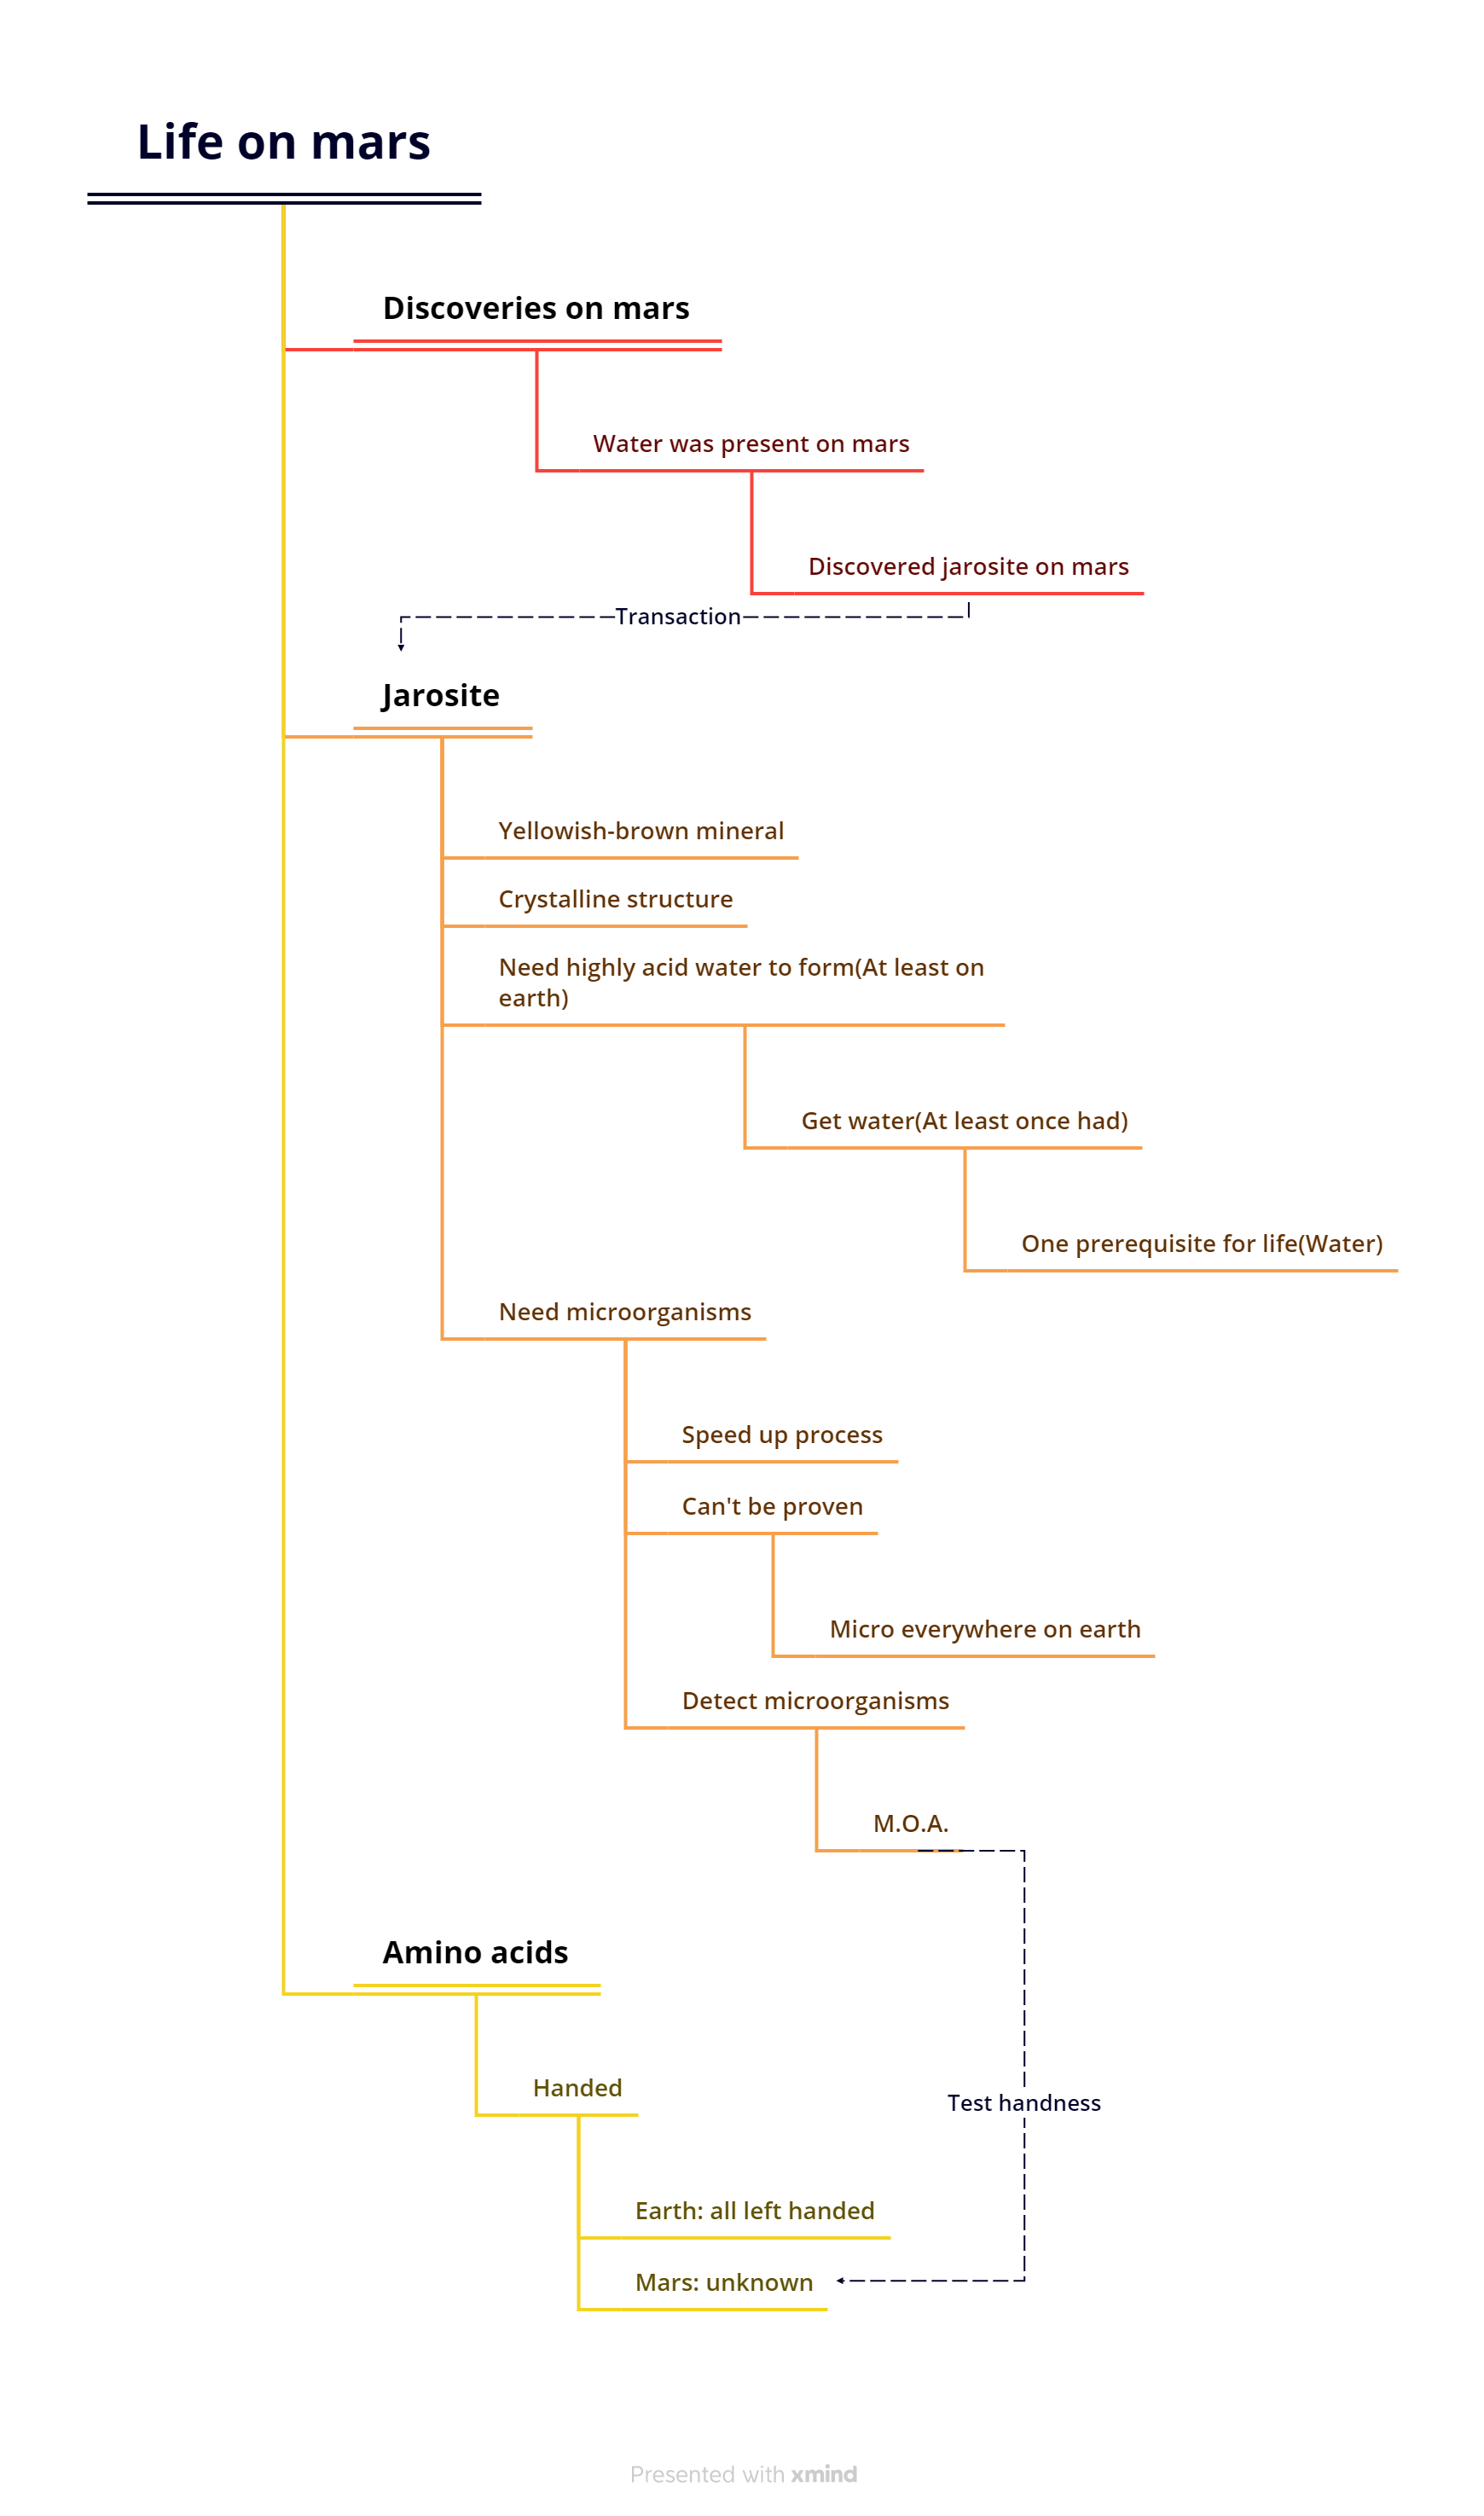 Life on mars
Discoveries on mars
Water was present on mars
Discovered jarosite on mars
Transaction
Jarosite
Yellowish-brown mineral
Crystalline structure
Need highly acid water to form(At least on
earth)
Get water(At least once had)
One prerequisite for life(Water)
Need microorganisms
Speed up process
Can't be proven
Micro everywhere on earth
Detect microorganisms
M.O.A.
Amino acids
Handed
Test handness
Earth: all left handed
Mars: unknown
Presented with xmind